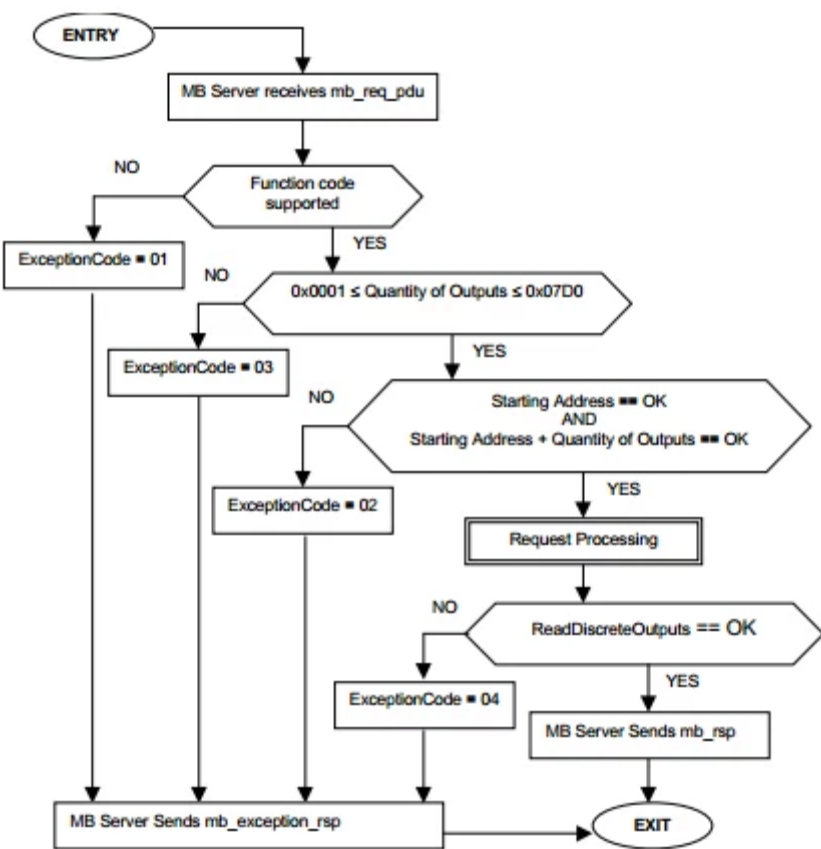 ENTRY
MB Server receives mb_req_pdu
NO
Function code
supported
YES
ExceptionCode = 01
NO
0x0001 ≤ Quantity of Outputs ≤ 0x07D0
YES
ExceptionCode = 03
NO
Starting Address == OK
AND
Starting Address + Quantity of Outputs == OK
YES
ExceptionCode = 02
Request Processing
NO
ReadDiscreteOutputs == OK
YES
ExceptionCode = 04
MB Server Sends mb_rsp
MB Server Sends mb_exception_rsp
EXIT